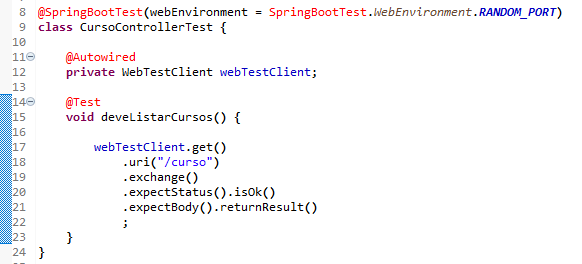 8 @SpringBootTest(webEnvironment = SpringBootTest.WebEnvironment.RANDOM_PORT)
9 class CursoControllerTest {
10
11 @Autowired
12 private WebTestClient webTestClient;
13
14 @Test
15 void deveListarCursos() {
16
17 webTestClient.get()
18 .uri("/curso")
19 .exchange()
20 .expectStatus().isOk()
21 .expectBody().returnResult()
22 ;
23 }
24 }